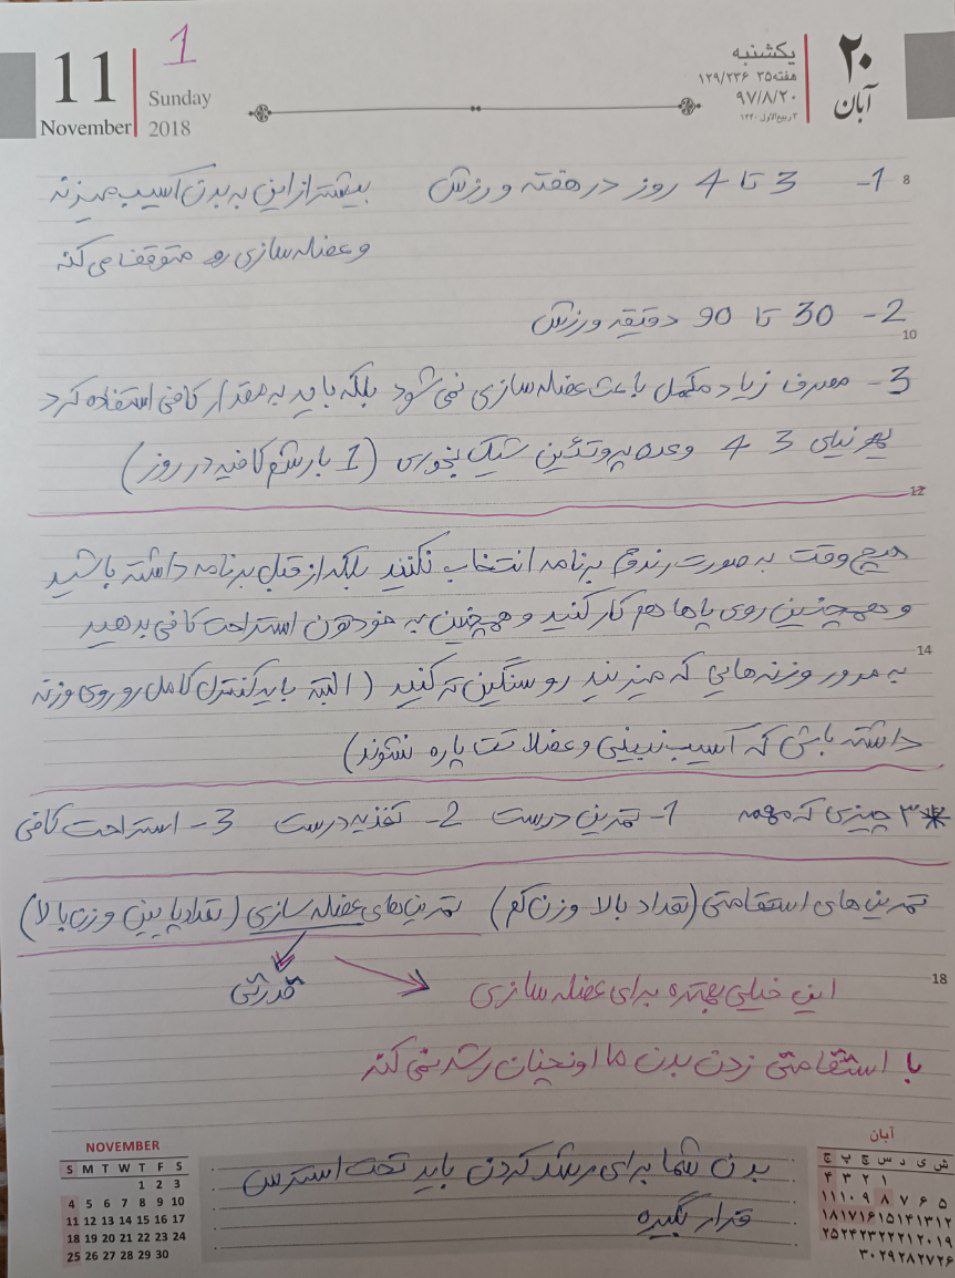 11
November
1
Sunday
2018
یکشنبه
هفته ۳۵ ۱۲۹/۲۳۶
۹۷/۸/۲۰
۳ ربیع‌الاول ۱۴۴۰
۲۰
آبان
8
1- 3 تا 4 روز در هفته ورزش بیشتر از این به بدن آسیب میزنه
و عضله سازی رو متوقف می کنه
2- 30 تا 90 دقیقه ورزش
10
3- مصرف زیاد مکمل باعث عضله سازی نمی شود بلکه باید به مقدار کافی استفاده کرد
یهو نیای 3 4 وعده پروتئین شیک بخوری (1 بارشم کافیه در روز)
12
هیچ وقت به صورت رندوم برنامه انتخاب نکنید بلکه از قبل برنامه داشته باشید
و همچنین روی پاها هم کار کنید و همچنین به خودتون استراحت کافی بدهید
14
به مرور وزنه هایی که میزنید رو سنگین تر کنید (البته باید کنترل کامل رو روی وزنه
داشته باشی که آسیب نبینی و عضلاتت پاره نشوند)
* ۳ چیزی که مهمه 1- تمرین درست 2- تغذیه درست 3- استراحت کافی
تمرین های استقامتی (تعداد بالا وزن کم) تمرین های عضله سازی (تعداد پایین وزن بالا)
قدرتی
18
این خیلی بهتره برای عضله سازی
با استقامتی زدن بدن ما اونچنان رشد نمی کنه
بدن شما برای رشد کردن باید تحت استرس
قرار بگیره
NOVEMBER
S M T W T F S
1 2 3
4 5 6 7 8 9 10
11 12 13 14 15 16 17
18 19 20 21 22 23 24
25 26 27 28 29 30
آبان
ش ی د س چ پ ج
۱ ۲ ۳ ۴
۵ ۶ ۷ ۸ ۹ ۱۰ ۱۱
۱۲ ۱۳ ۱۴ ۱۵ ۱۶ ۱۷ ۱۸
۱۹ ۲۰ ۲۱ ۲۲ ۲۳ ۲۴ ۲۵
۲۶ ۲۷ ۲۸ ۲۹ ۳۰